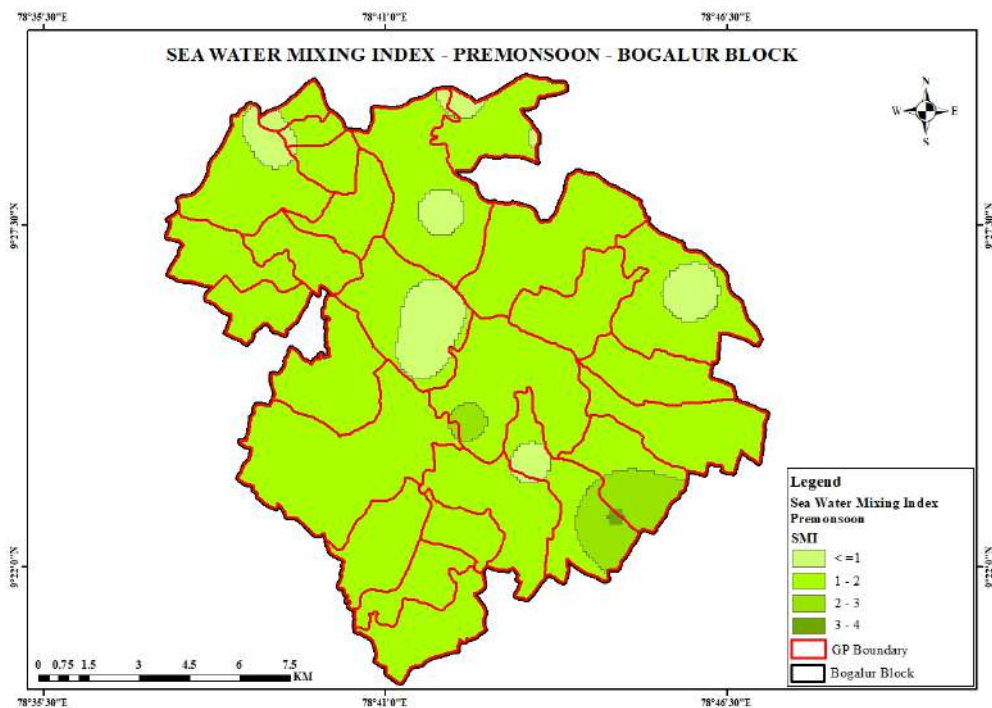 78°35'30"E 78°41'0"E 78°46'30"E
SEA WATER MIXING INDEX - PREMONSOON - BOGALUR BLOCK
N
W E
S
9°27'30"N 9°27'30"N
Legend
Sea Water Mixing Index
Premonsoon
SMI
< =1
1 - 2
2 - 3
3 - 4
GP Boundary
Bogalur Block
9°22'0"N 9°22'0"N
0 0.75 1.5 3 4.5 6 7.5
KM
78°35'30"E 78°41'0"E 78°46'30"E